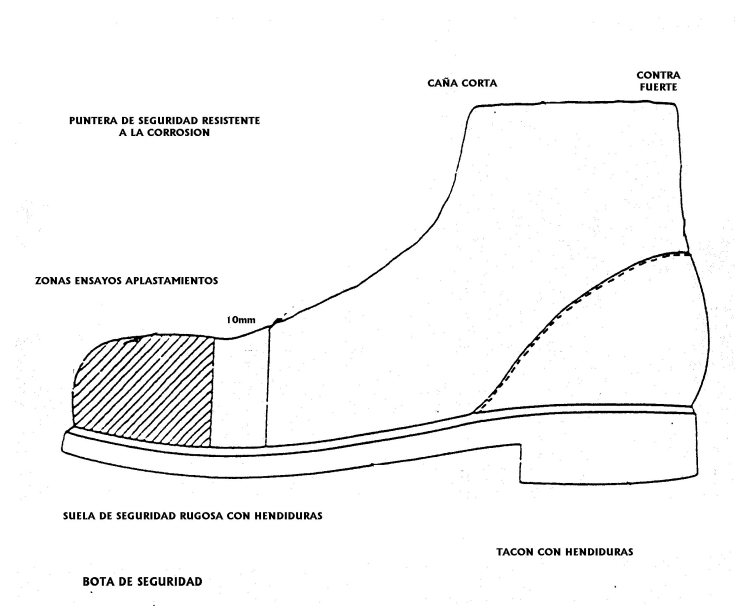 CAÑA CORTA
CONTRA
FUERTE
PUNTERA DE SEGURIDAD RESISTENTE
A LA CORROSION
ZONAS ENSAYOS APLASTAMIENTOS
10mm
SUELA DE SEGURIDAD RUGOSA CON HENDIDURAS
TACON CON HENDIDURAS
BOTA DE SEGURIDAD